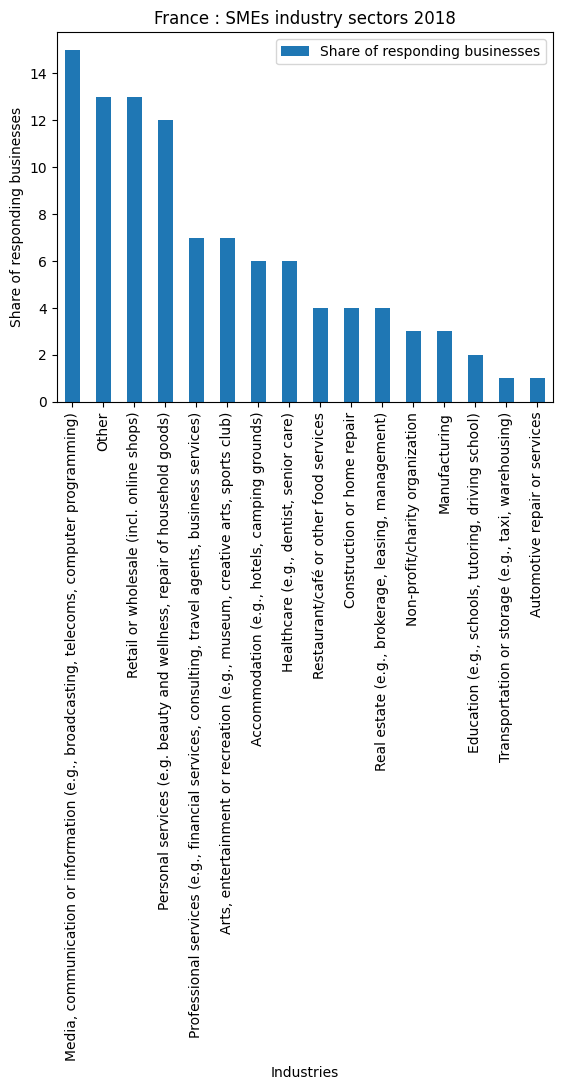 France : SMEs industry sectors 2018
Share of responding businesses
Share of responding businesses
14
12
10
8
6
4
2
0
Media, communication or information (e.g., broadcasting, telecoms, computer programming)
Other
Retail or wholesale (incl. online shops)
Personal services (e.g. beauty and wellness, repair of household goods)
Professional services (e.g., financial services, consulting, travel agents, business services)
Arts, entertainment or recreation (e.g., museum, creative arts, sports club)
Accommodation (e.g., hotels, camping grounds)
Healthcare (e.g., dentist, senior care)
Restaurant/café or other food services
Construction or home repair
Real estate (e.g., brokerage, leasing, management)
Non-profit/charity organization
Manufacturing
Education (e.g., schools, tutoring, driving school)
Transportation or storage (e.g., taxi, warehousing)
Automotive repair or services
Industries